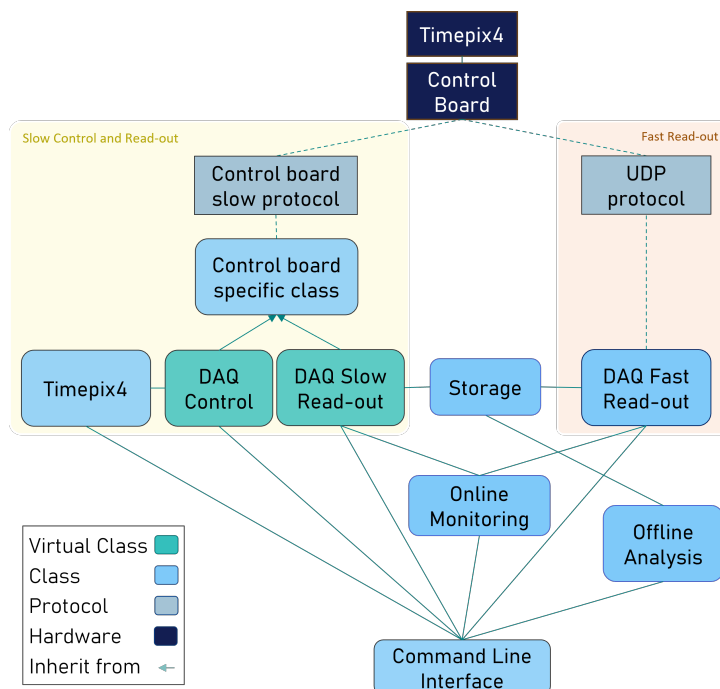 Timepix4
Control
Board
Slow Control and Read-out
Fast Read-out
Control board
slow protocol
UDP
protocol
Control board
specific class
Timepix4
DAQ
Control
DAQ Slow
Read-out
Storage
DAQ Fast
Read-out
Online
Monitoring
Offline
Analysis
Virtual Class
Class
Protocol
Hardware
Inherit from
Command Line
Interface